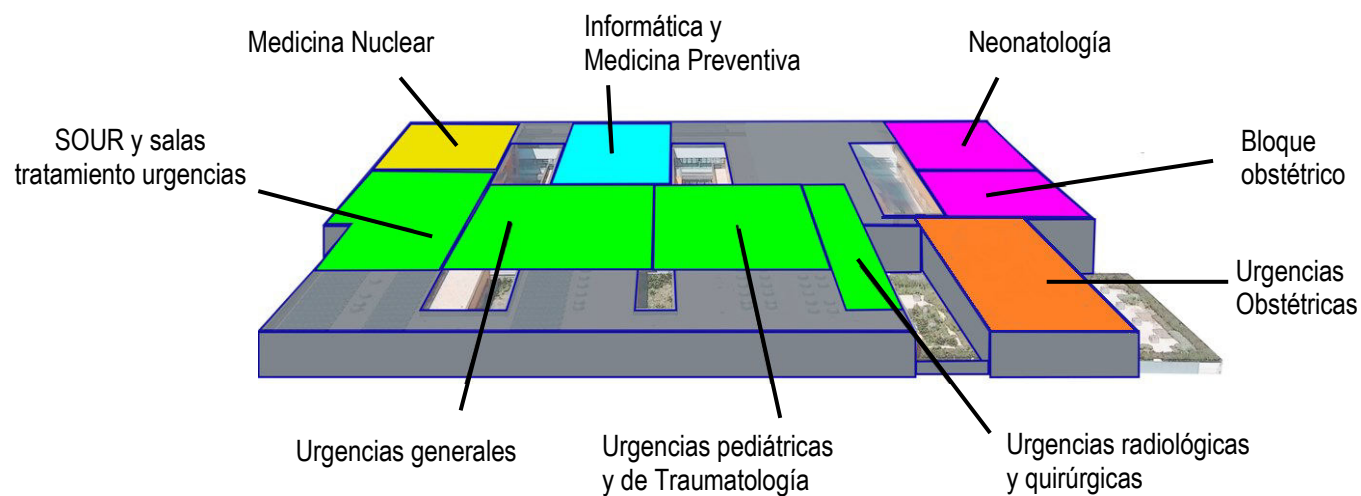 Medicina Nuclear
Informática y
Medicina Preventiva
Neonatología
SOUR y salas
tratamiento urgencias
Bloque
obstétrico
Urgencias
Obstétricas
Urgencias generales
Urgencias pediátricas
y de Traumatología
Urgencias radiológicas
y quirúrgicas